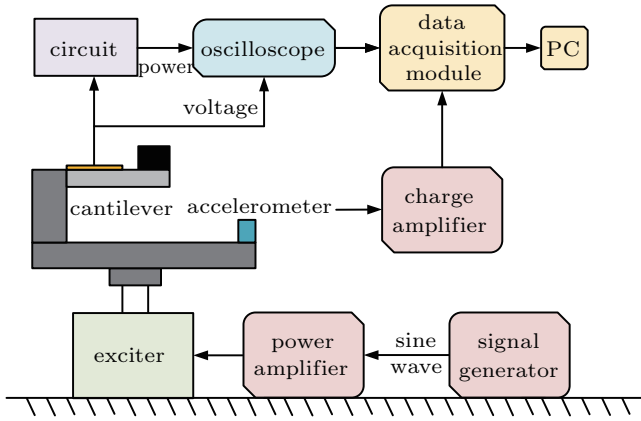 circuit
power
oscilloscope
data
acquisition
module
PC
voltage
cantilever
accelerometer
charge
amplifier
exciter
power
amplifier
sine
wave
signal
generator